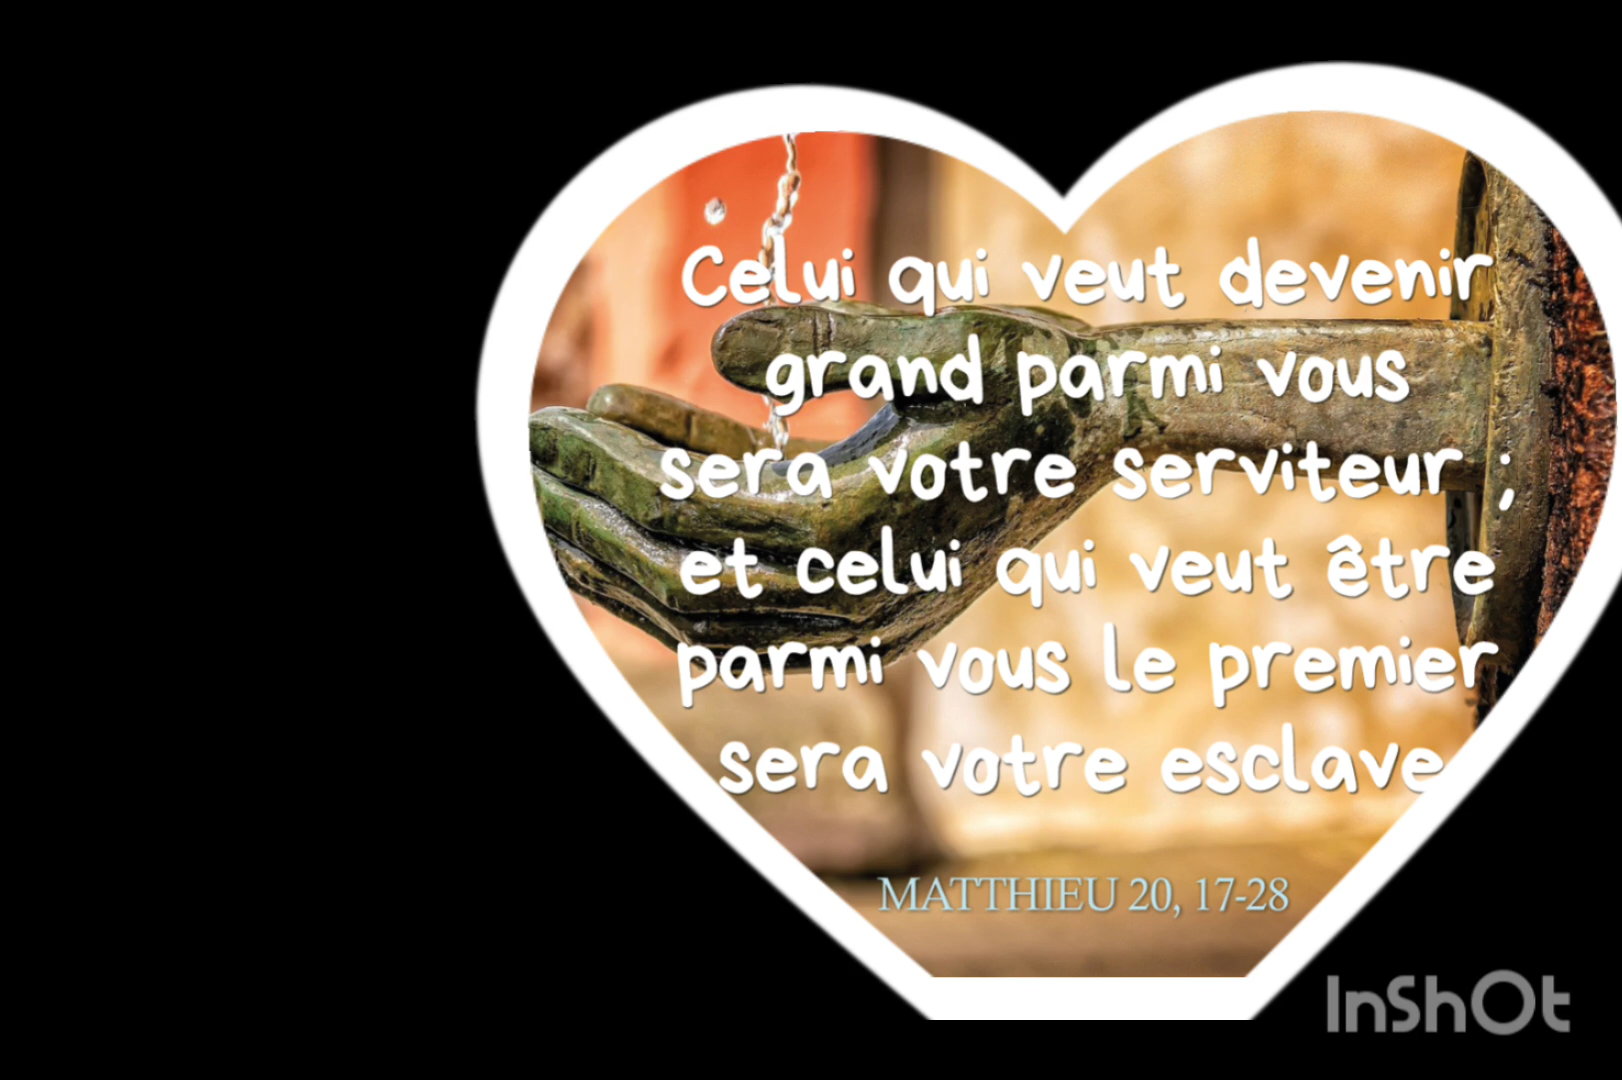 Celui qui veut devenir
grand parmi vous
sera votre serviteur ;
et celui qui veut être
parmi vous le premier
sera votre esclave
MATTHIEU 20, 17-28
InShOt